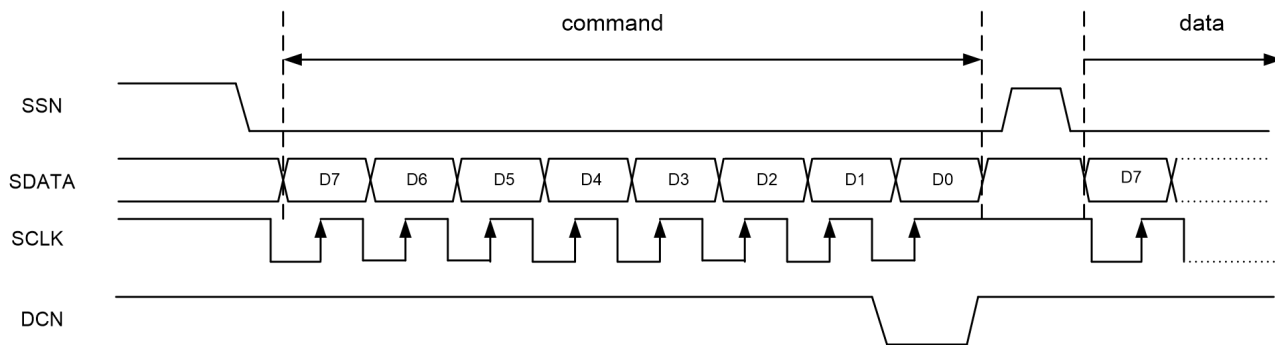 command
data
SSN
SDATA
D7
D6
D5
D4
D3
D2
D1
D0
D7
SCLK
DCN